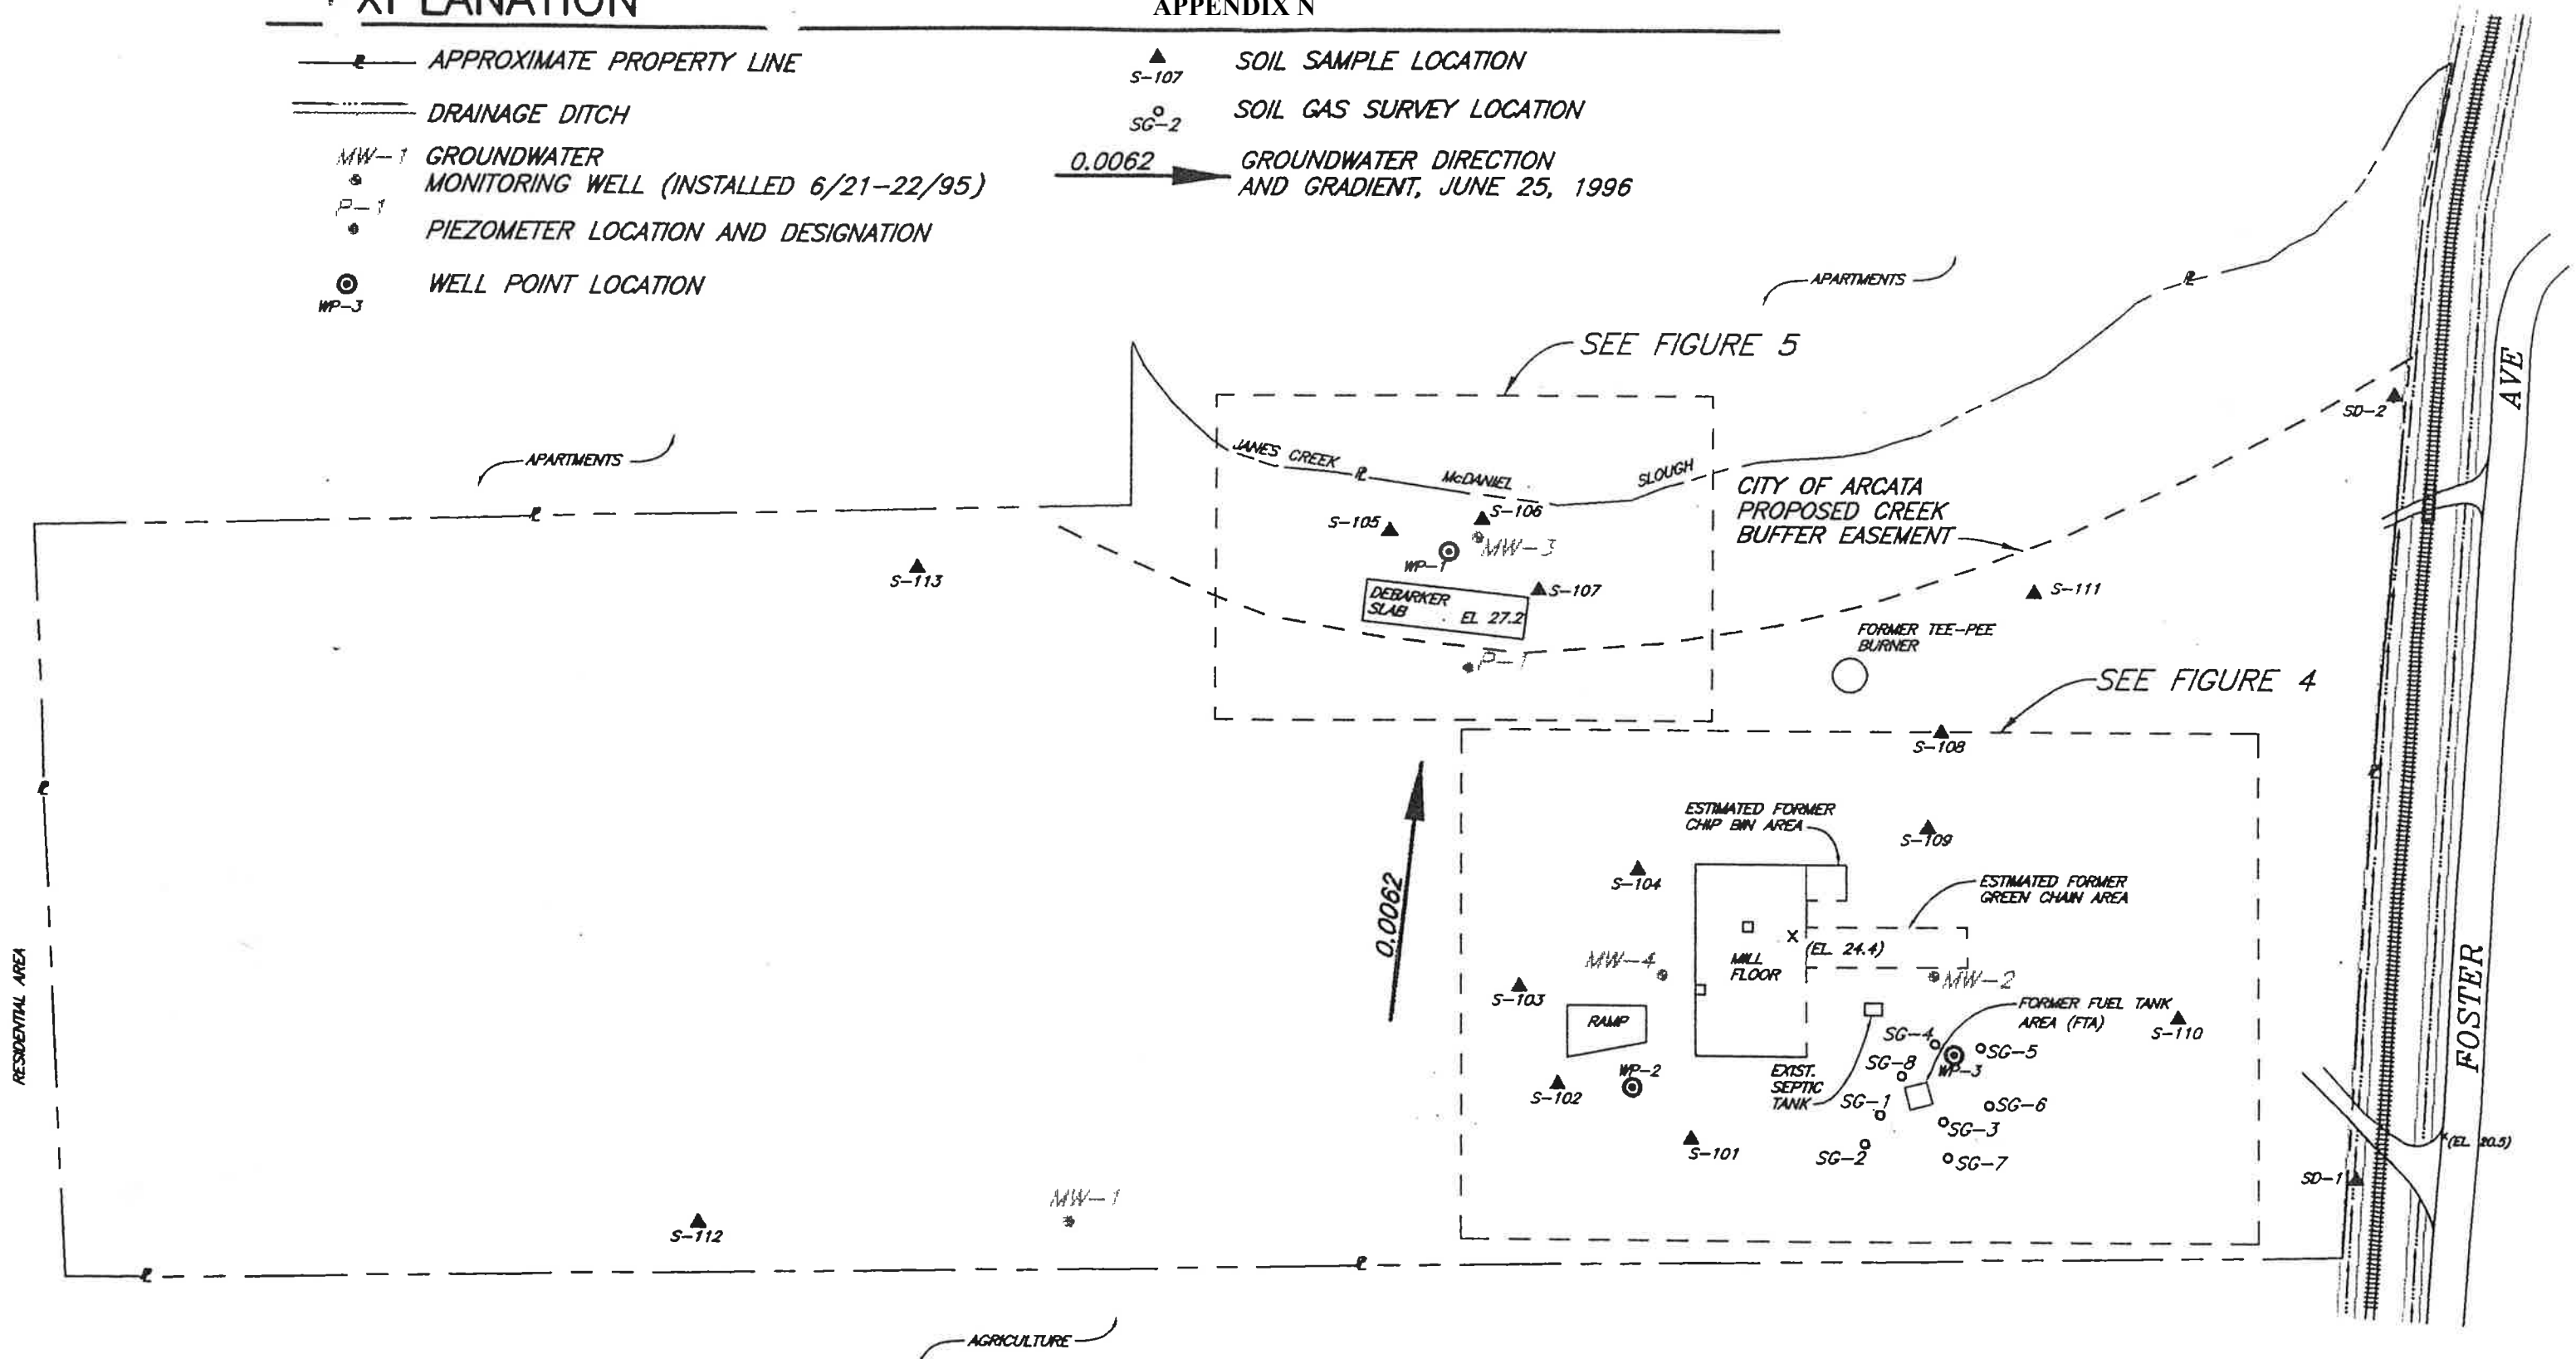 XPLANATION
APPENDIX N
APPROXIMATE PROPERTY LINE
DRAINAGE DITCH
MW-1 GROUNDWATER
MONITORING WELL (INSTALLED 6/21-22/95)
P-1
PIEZOMETER LOCATION AND DESIGNATION
WELL POINT LOCATION
WP-3
SOIL SAMPLE LOCATION
S-107
SOIL GAS SURVEY LOCATION
SG-2
0.0062
GROUNDWATER DIRECTION
AND GRADIENT, JUNE 25, 1996
APARTMENTS
SEE FIGURE 5
AVE
SD-2
APARTMENTS
JANES CREEK
McDANIEL
SLOUGH
CITY OF ARCATA
PROPOSED CREEK
BUFFER EASEMENT
S-105
S-106
MW-3
WP-1
S-113
S-107
DEBARKER
SLAB
EL 27.2
S-111
P-1
FORMER TEE-PEE
BURNER
SEE FIGURE 4
S-108
ESTIMATED FORMER
CHIP BIN AREA
S-109
S-104
0.0062
ESTIMATED FORMER
GREEN CHAIN AREA
(EL. 24.4)
MILL
FLOOR
MW-4
MW-2
S-103
RAMP
FORMER FUEL TANK
AREA (FTA)
S-110
RESIDENTIAL AREA
FOSTER
SG-4
SG-5
SG-8
WP-3
EXIST.
SEPTIC
TANK
WP-2
S-102
SG-1
SG-6
SG-3
S-101
SG-2
SG-7
(EL. 20.5)
SD-1
MW-1
S-112
AGRICULTURE